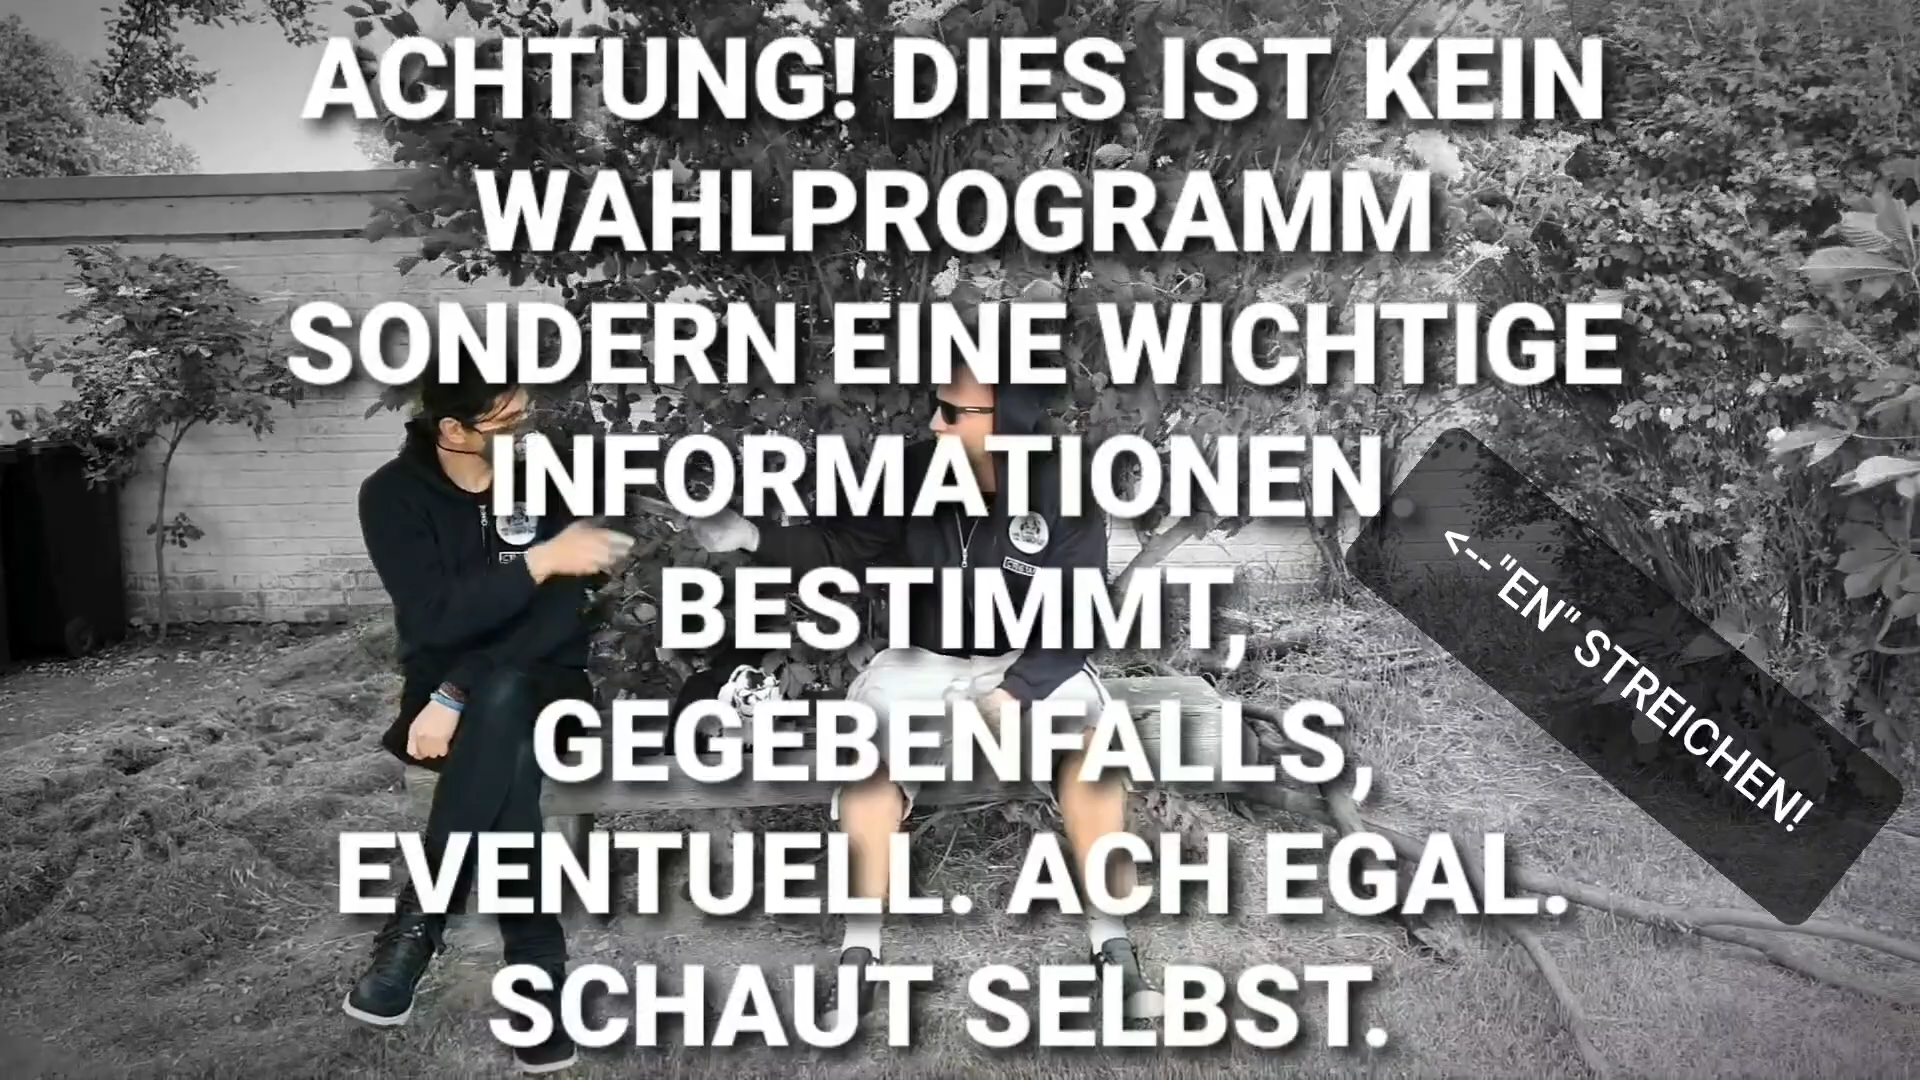 ACHTUNG! DIES IST KEIN
WAHLPROGRAMM
SONDERN EINE WICHTIGE
INFORMATIONEN
<--"EN" STREICHEN!
BESTIMMT,
GEGEBENFALLS,
EVENTUELL. ACH EGAL.
SCHAUT SELBST.